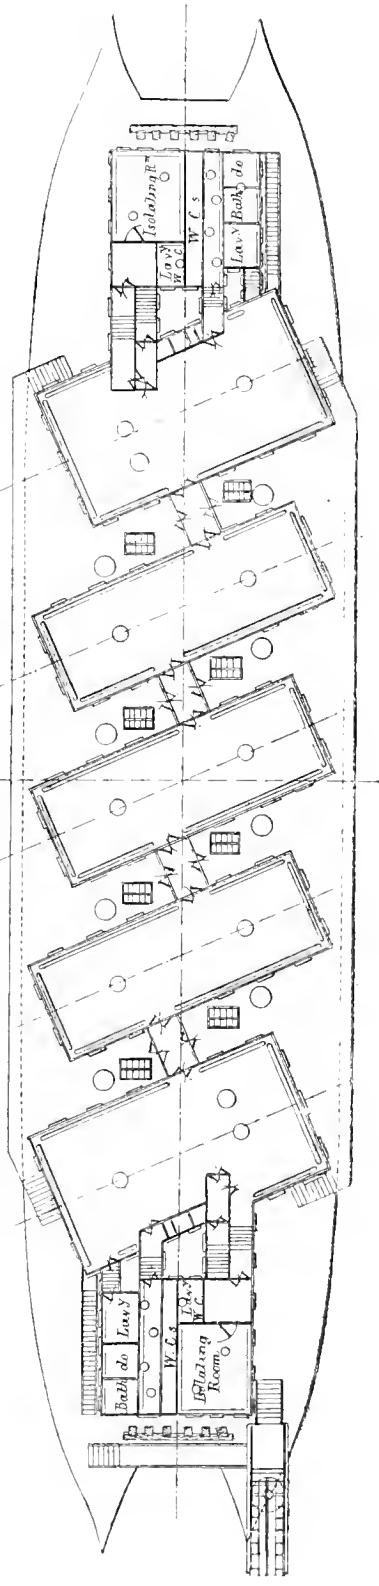 Isolating Rm
Lavy
W C
W. C. s
Lavy
Bath
do
Lavy
do
Bath
W. C. s
Lavy
W C
Isolating
Room